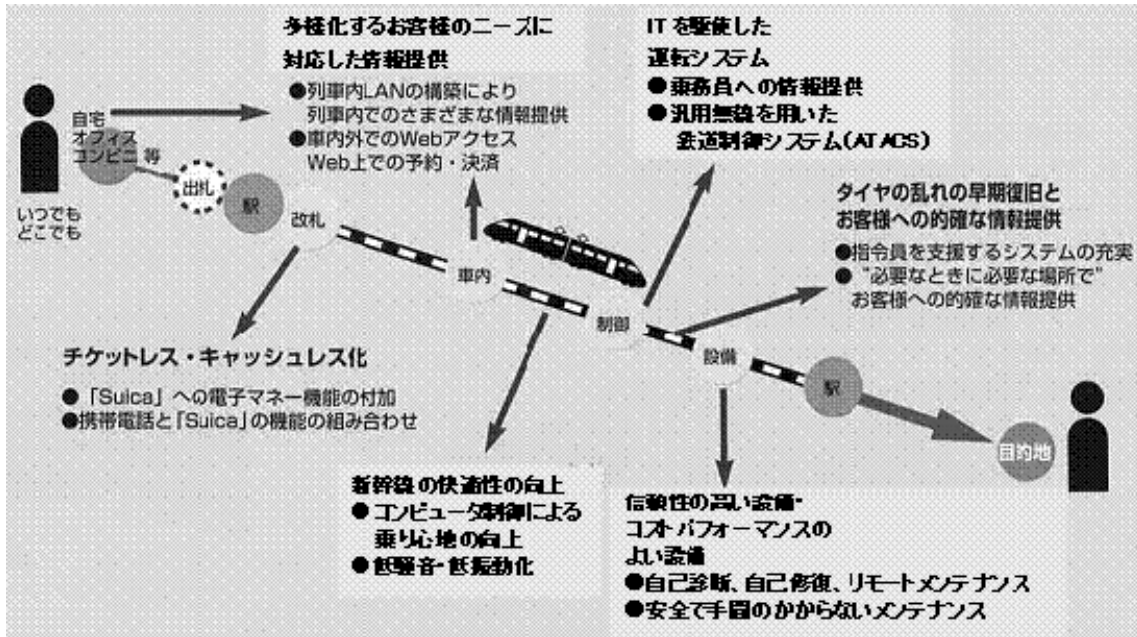 多様化するお客様のニーズに
対応した情報提供
●列車内LANの構築により
列車内でのさまざまな情報提供
●車内外でのWebアクセス
Web上での予約・決済
ITを駆使した
運転システム
●乗務員への情報提供
●汎用無線を用いた
鉄道制御システム(ATACS)
自宅
オフィス
コンビニ 等
いつでも
どこでも
出札
駅
改札
車内
制御
設備
駅
目的地
ダイヤの乱れの早期復旧と
お客様への的確な情報提供
●指令員を支援するシステムの充実
●“必要なときに必要な場所で”
お客様への的確な情報提供
チケットレス・キャッシュレス化
●「Suica」への電子マネー機能の付加
●携帯電話と「Suica」の機能の組み合わせ
新幹線の快適性の向上
●コンピュータ制御による
乗り心地の向上
●低騒音・低振動化
信頼性の高い設備・
コストパフォーマンスの
よい設備
●自己診断、自己修復、リモートメンテナンス
●安全で手間のかからないメンテナンス